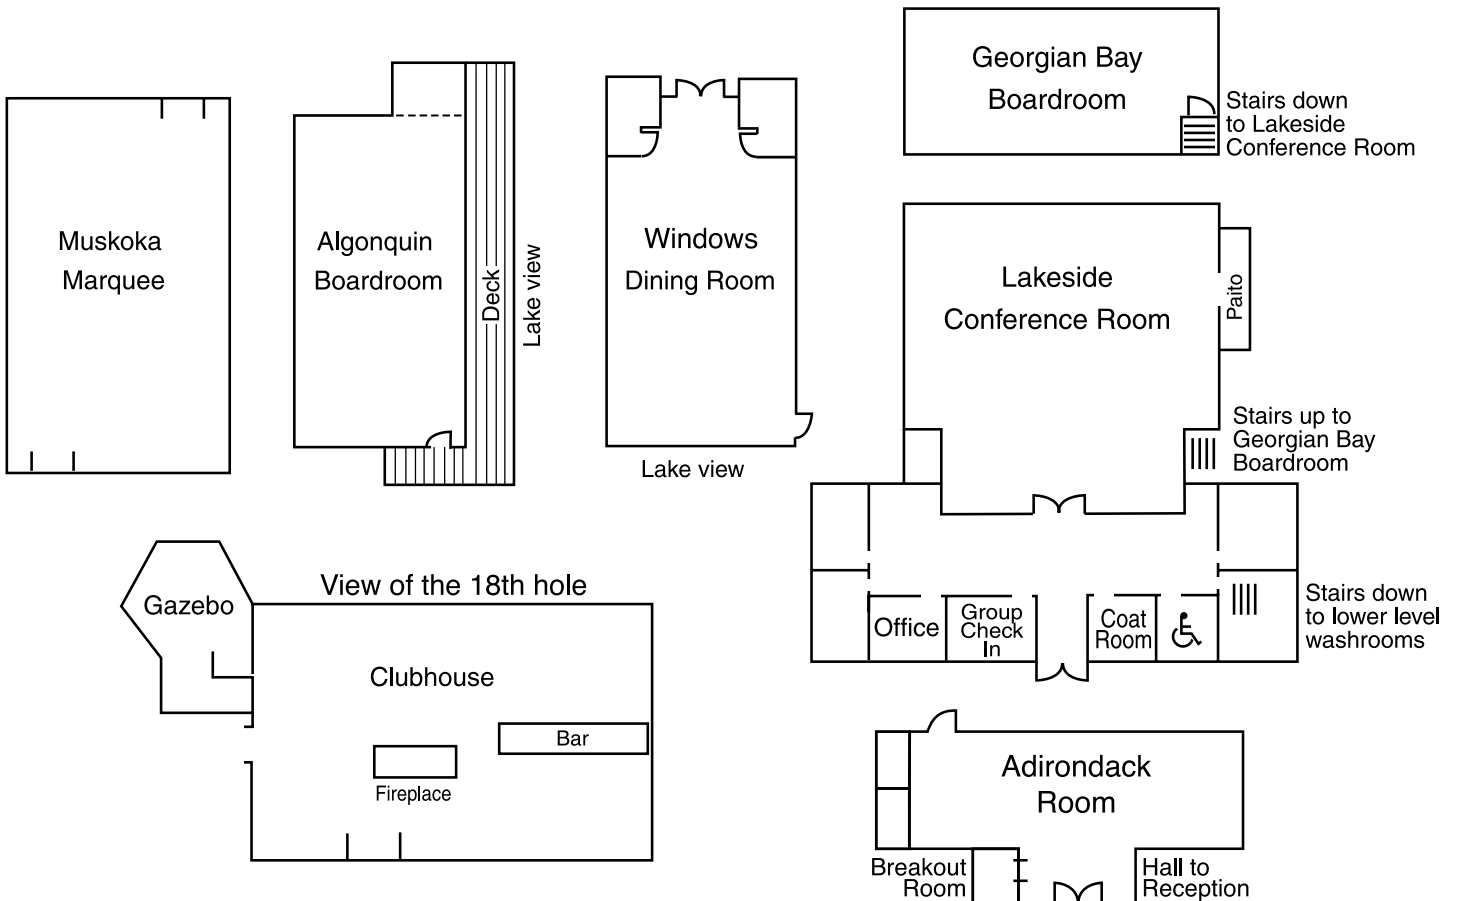 Georgian Bay
Boardroom
Stairs down
to Lakeside
Conference Room
Muskoka
Marquee
Algonquin
Boardroom
Deck
Lake view
Windows
Dining Room
Lake view
Lakeside
Conference Room
Paito
Stairs up to
Georgian Bay
Boardroom
Office
Group
Check
In
Coat
Room
Stairs down
to lower level
washrooms
View of the 18th hole
Gazebo
Clubhouse
Bar
Fireplace
Adirondack
Room
Breakout
Room
Hall to
Reception